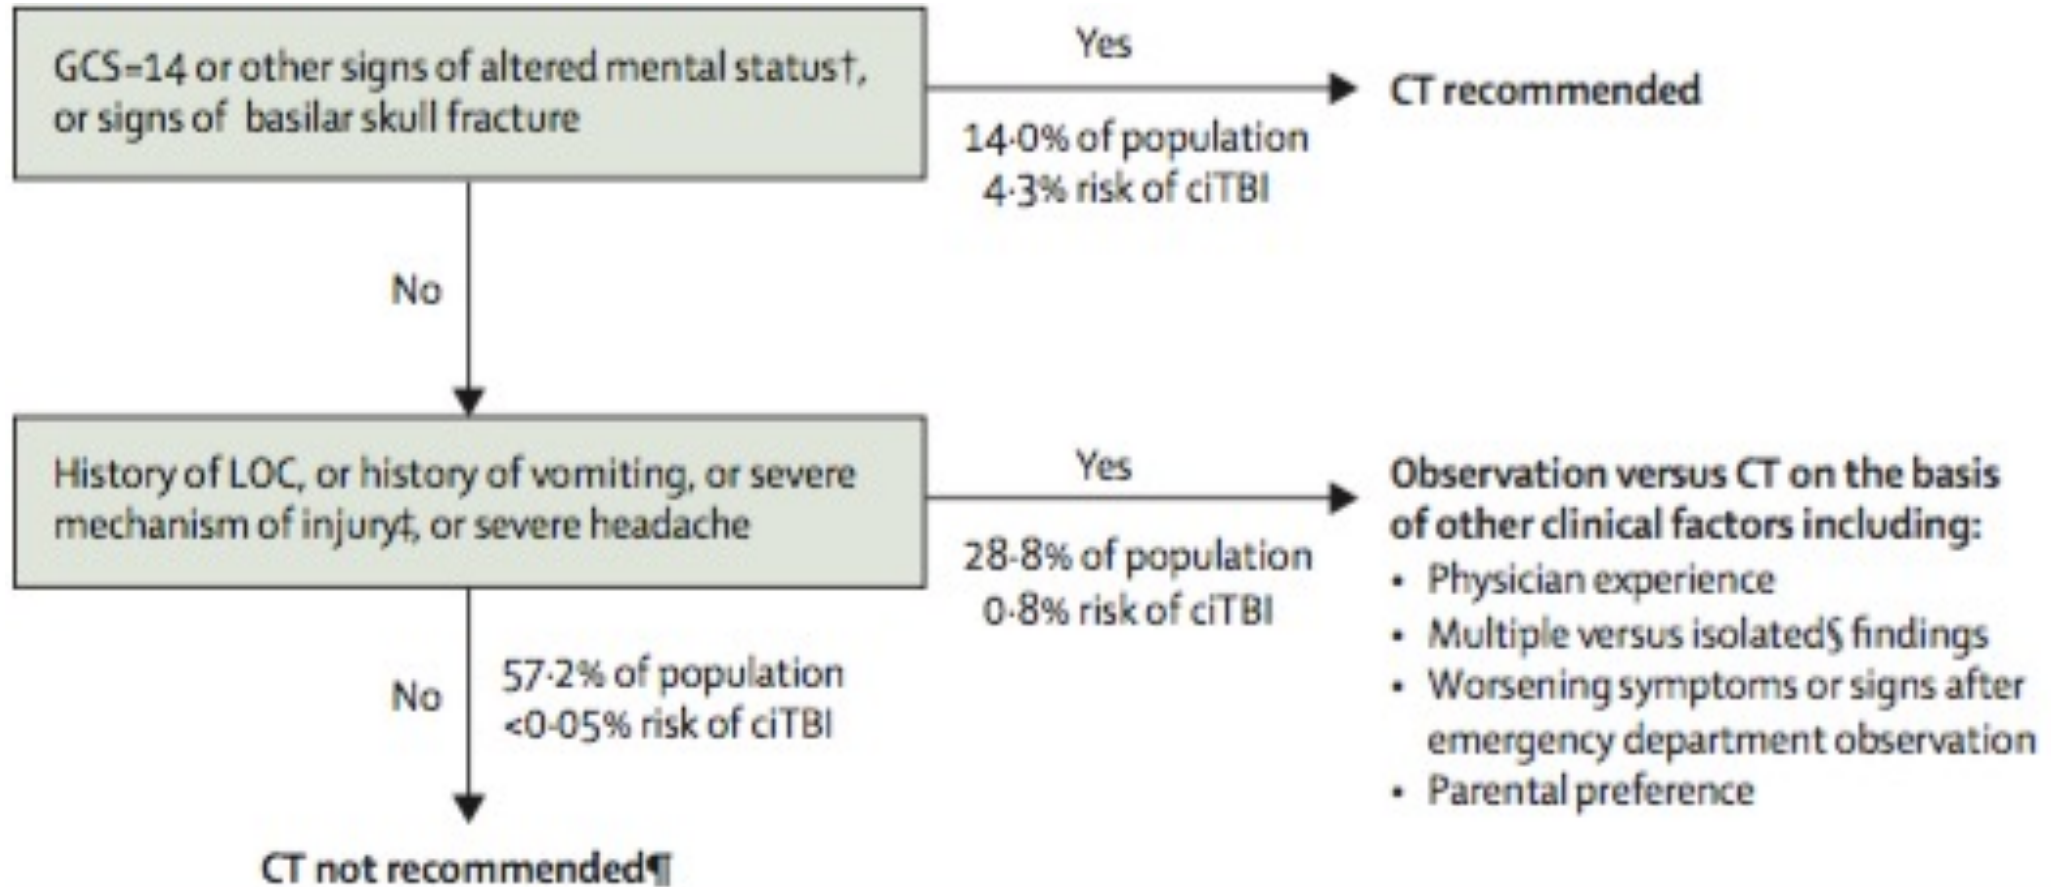 GCS=14 or other signs of altered mental status†,
or signs of basilar skull fracture
Yes
14·0% of population
4·3% risk of ciTBI
CT recommended
No
History of LOC, or history of vomiting, or severe
mechanism of injury‡, or severe headache
Yes
28·8% of population
0·8% risk of ciTBI
Observation versus CT on the basis
of other clinical factors including:
• Physician experience
• Multiple versus isolated§ findings
• Worsening symptoms or signs after
emergency department observation
• Parental preference
No
57·2% of population
<0·05% risk of ciTBI
CT not recommended¶